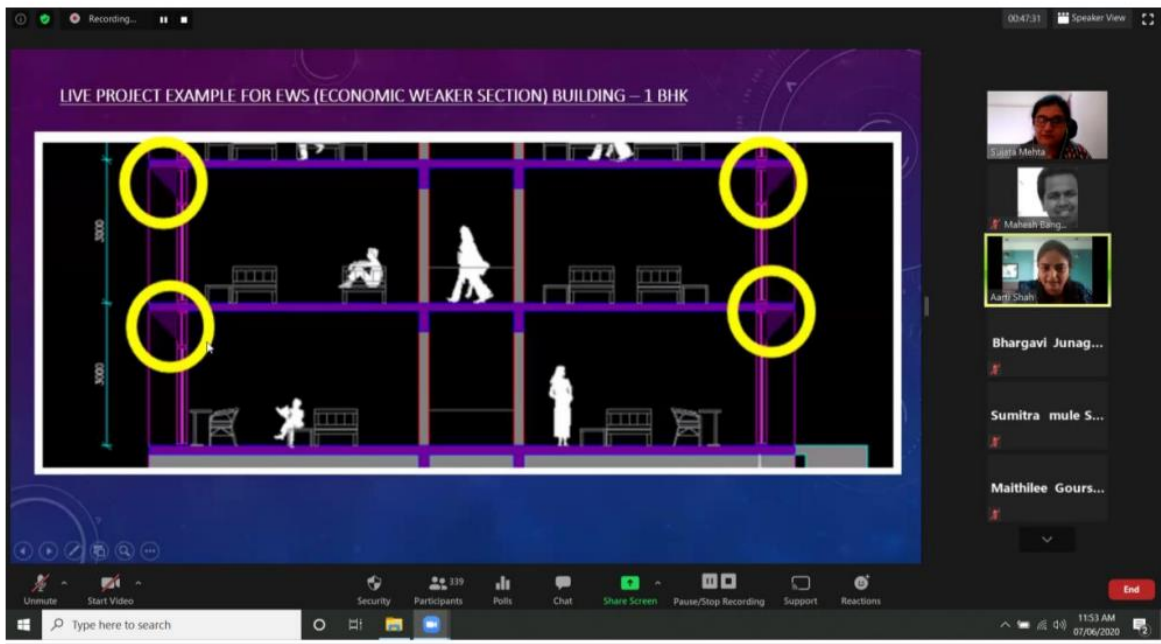 Recording...
00:47:31
Speaker View
LIVE PROJECT EXAMPLE FOR EWS (ECONOMIC WEAKER SECTION) BUILDING – 1 BHK
3000
3000
Sujata Mehta
Mahesh Bang...
Aarti Shah
Bhargavi Junag...
Sumitra mule S...
Maithilee Gours...
Unmute
Start Video
Security
Participants
339
Polls
Chat
Share Screen
Pause/Stop Recording
Support
Reactions
End
Type here to search
11:53 AM
07/06/2020
2